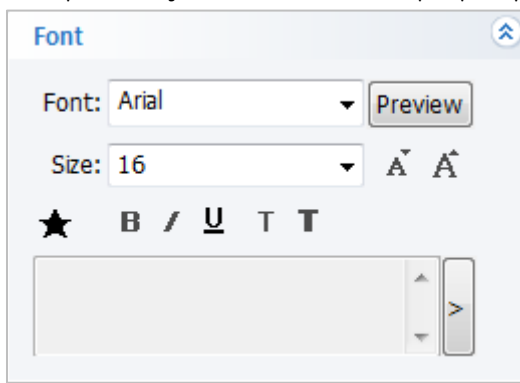 Font
Font: Arial Preview
Size: 16 A A
B I U T T
>